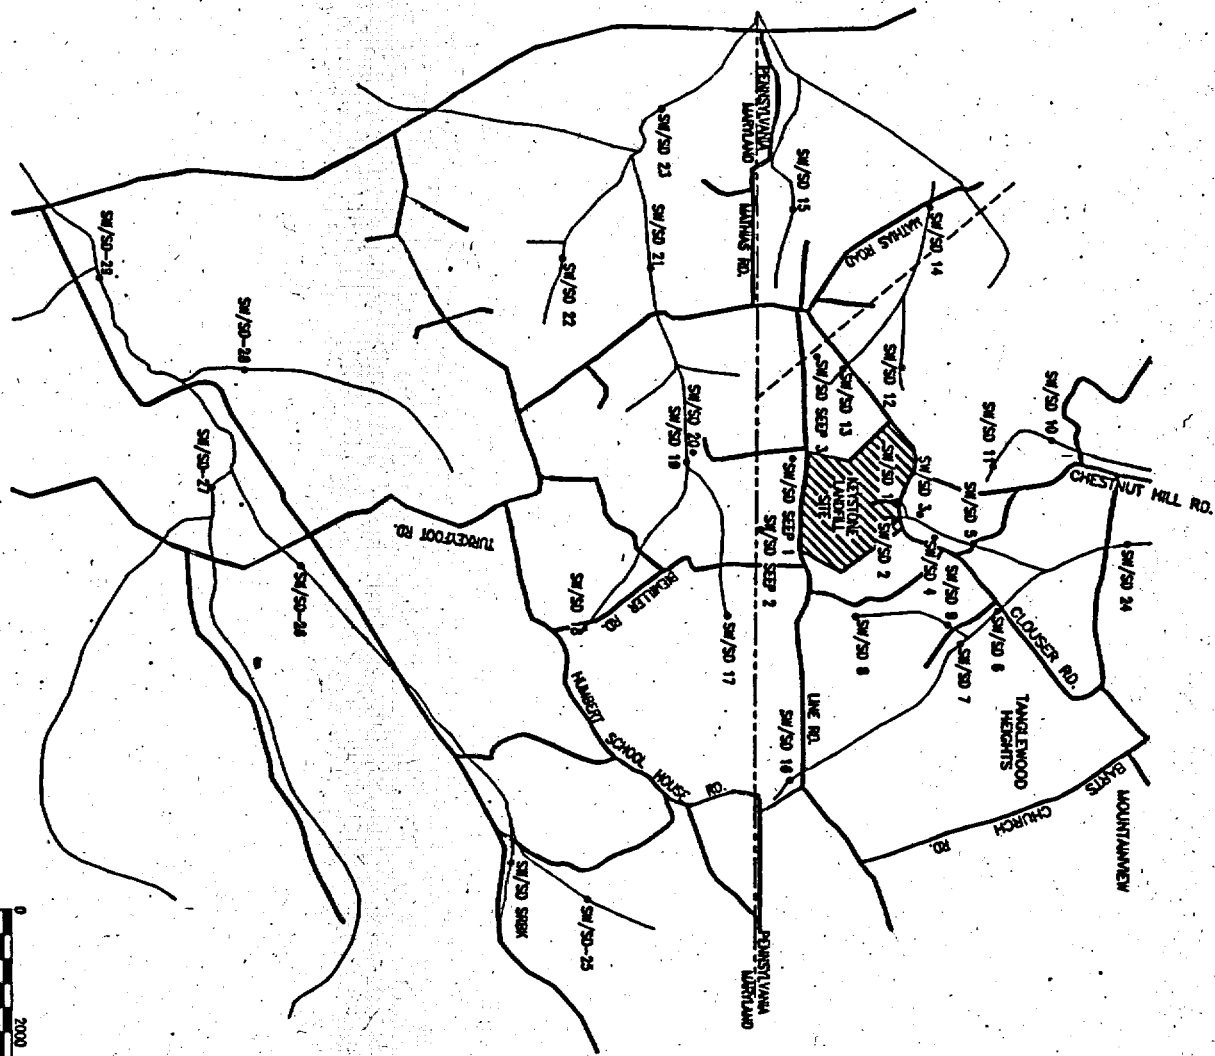 PENNSYLVANIA
MARYLAND
MATHIAS RD.
SW/SD 15
SW/SD 23
SW/SD 21
SW/SD 22
SW/SD 14
MATHIAS ROAD
SW/SD-29
SW/SD-28
SW/SD-27
SW/SD-26
TURKEYFOOT RD.
SW/SD 12
SW/SD 13
SW/SD SEEP 3
SW/SD 20
SW/SD 19
SW/SD 10
SW/SD 11
CHESTNUT HILL RD.
SW/SD 1
SW/SD 3
SW/SD 5
KEYSTONE
LANDFILL
SITE
SW/SD 2
SW/SD 4
SW/SD SEEP 1
SW/SD SEEP 2
SW/SD 24
SW/SD 9
SW/SD 6
SW/SD 7
SW/SD 8
CLOUSER RD.
SW/SD 17
SW/SD 18
BIEMILLER
RD.
HUMBERT SCHOOL HOUSE RD.
LINE RD.
SW/SD 16
TANGLEWOOD
HEIGHTS
BARTS CHURCH RD.
MOUNTAINVIEW
SW/SD SRBK
SW/SD-25
PENNSYLVANIA
MARYLAND
0
2000